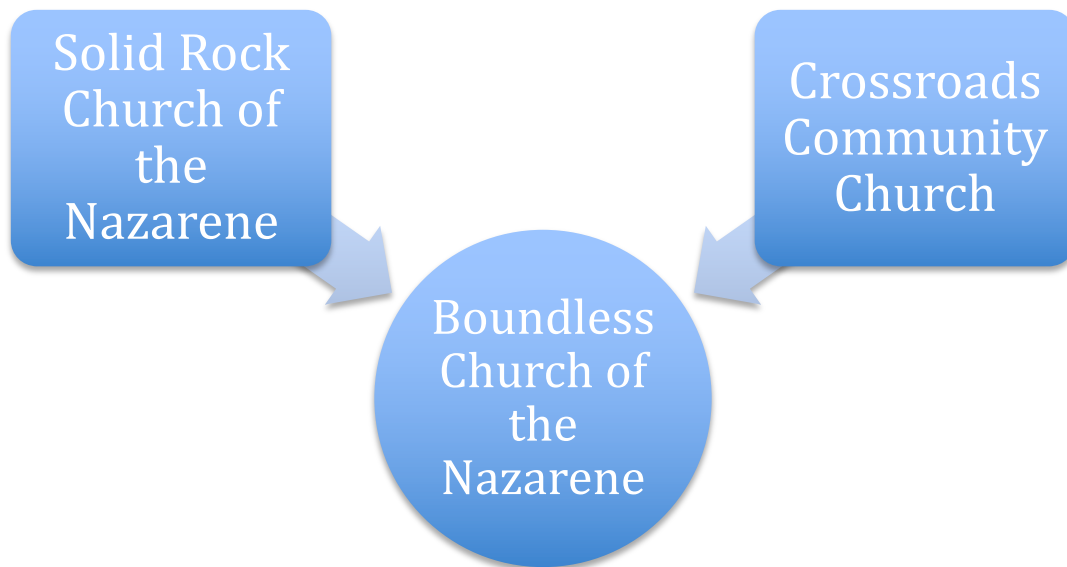 Solid Rock
Church of
the
Nazarene
Crossroads
Community
Church
Boundless
Church of
the
Nazarene